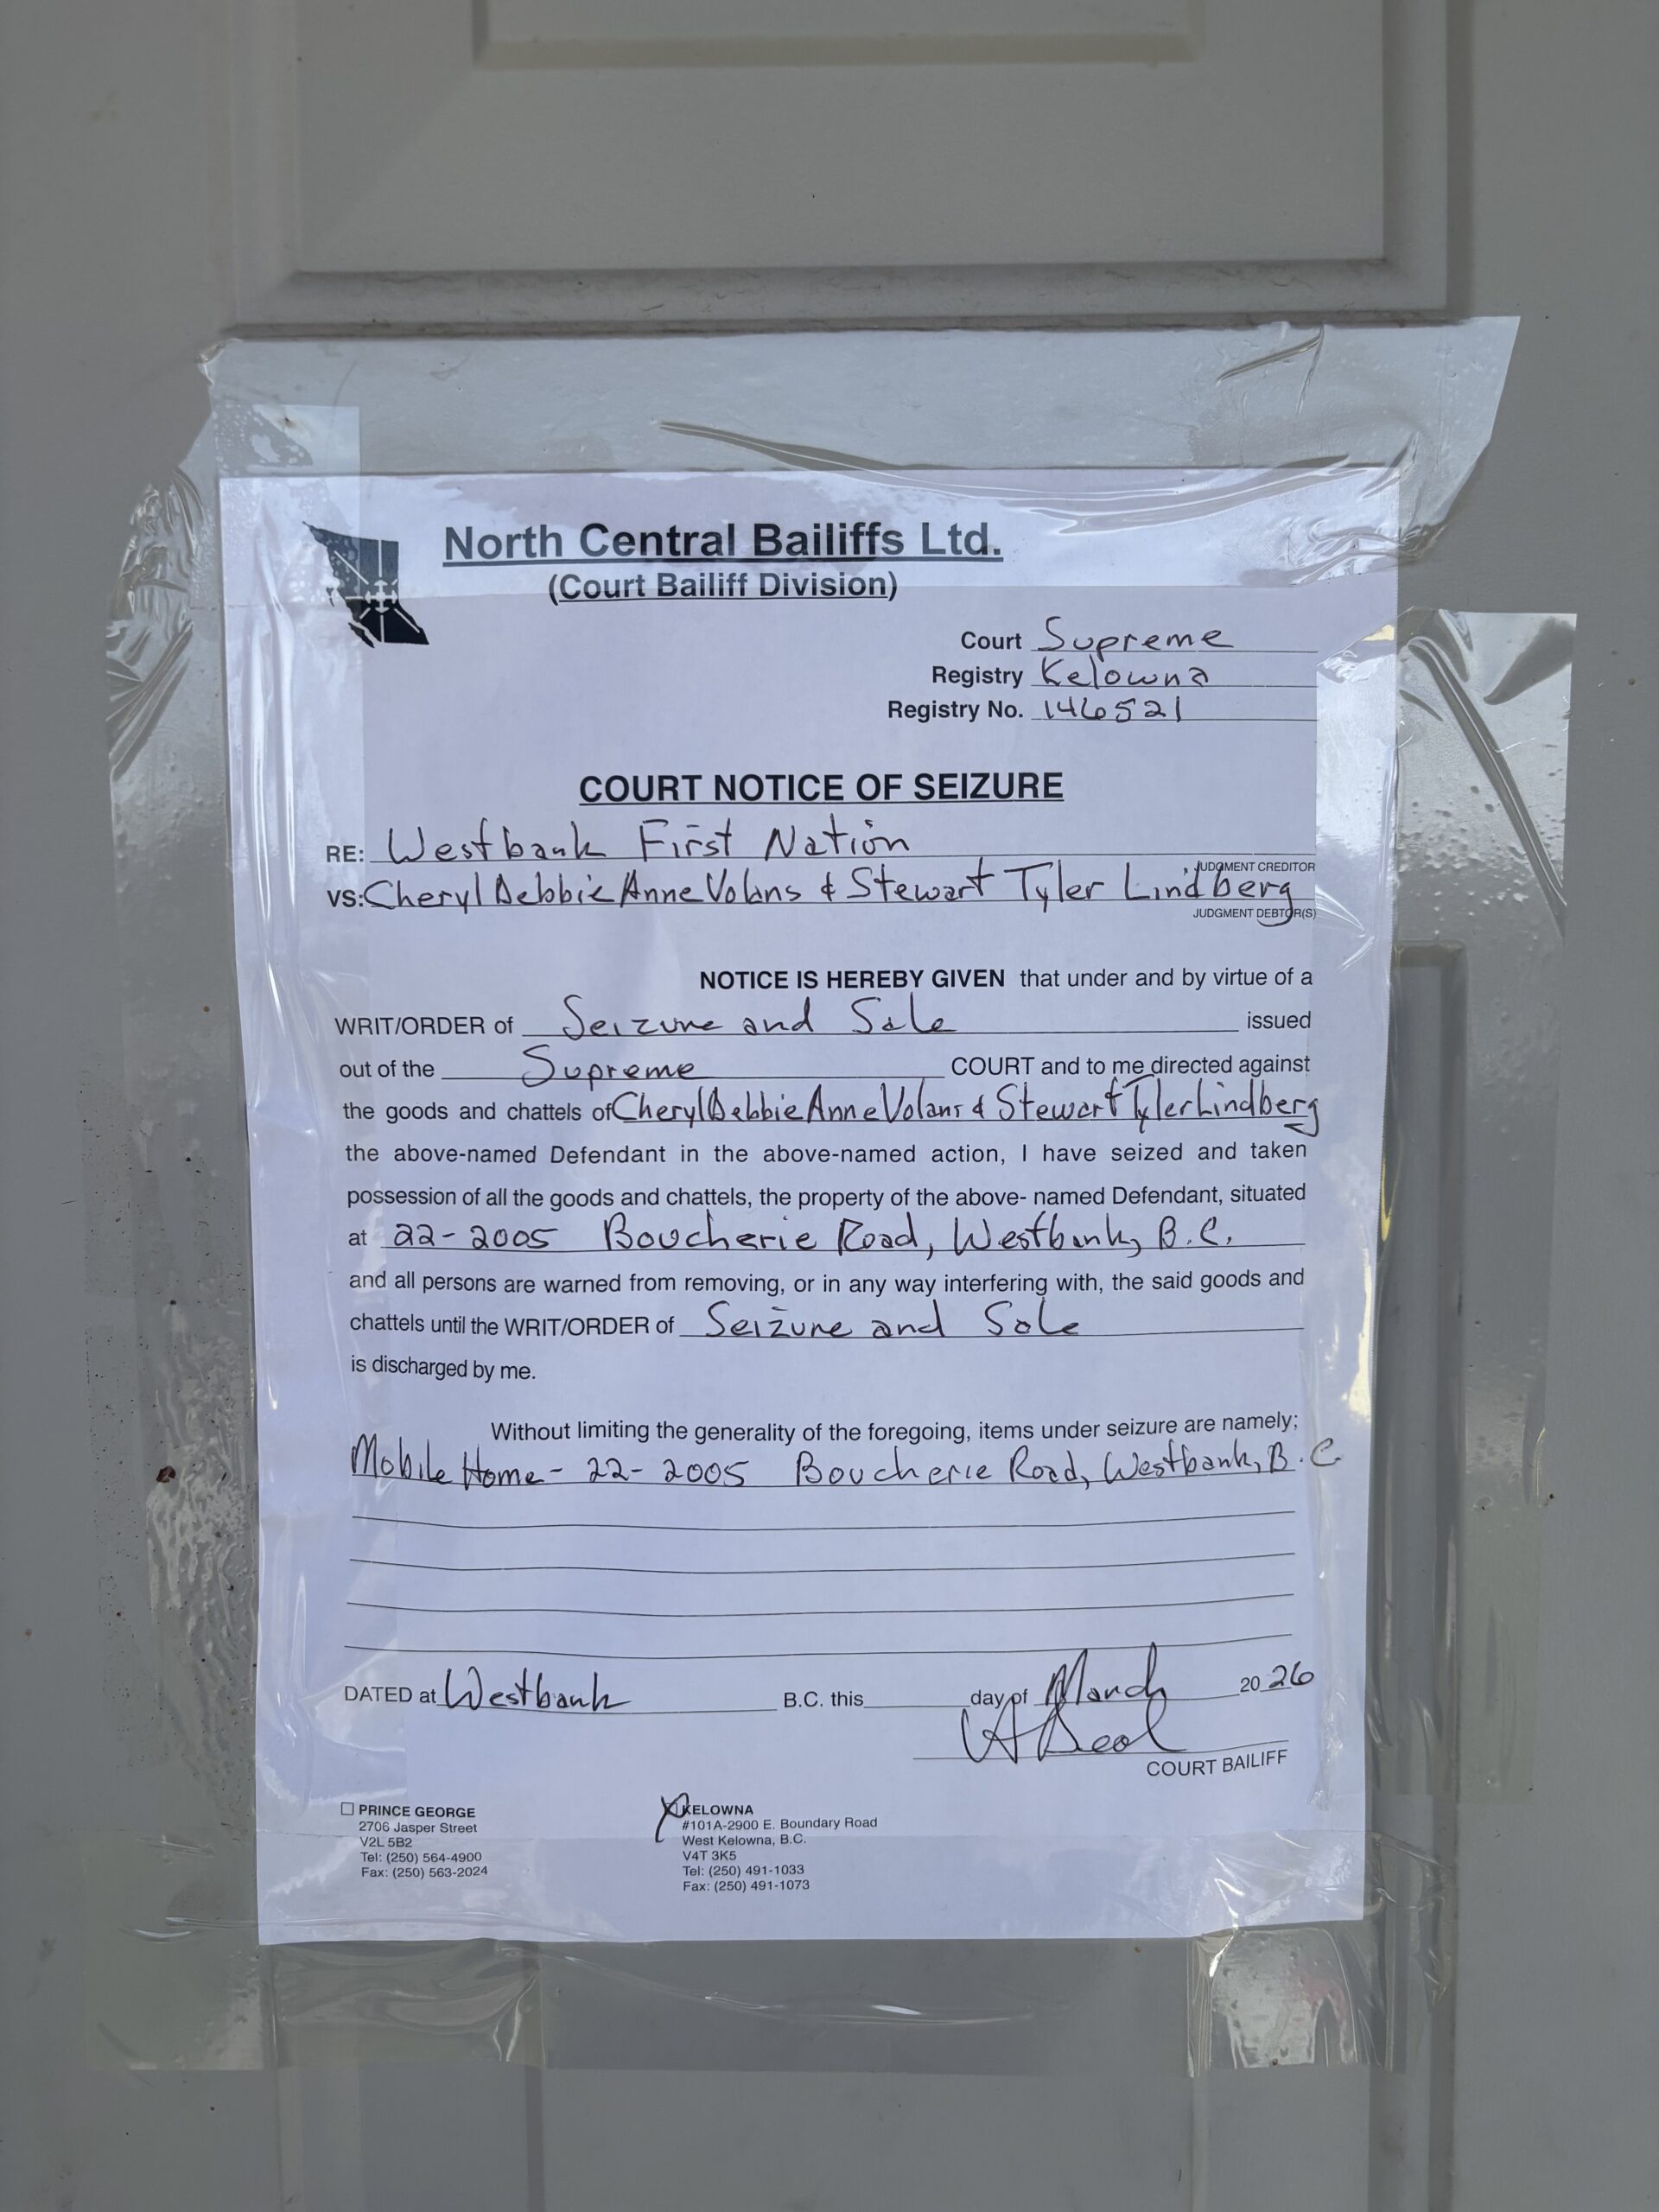 North Central Bailiffs Ltd.
(Court Bailiff Division)
Court Supreme
Registry Kelowna
Registry No. 146521
COURT NOTICE OF SEIZURE
RE: Westbank First Nation
JUDGMENT CREDITOR
VS: Cheryl Debbie Anne Volans & Stewart Tyler Lindberg
JUDGMENT DEBTOR(S)
NOTICE IS HEREBY GIVEN that under and by virtue of a
WRIT/ORDER of Seizure and Sale issued
out of the Supreme COURT and to me directed against
the goods and chattels of Cheryl Debbie Anne Volans & Stewart Tyler Lindberg
the above-named Defendant in the above-named action, I have seized and taken
possession of all the goods and chattels, the property of the above- named Defendant, situated
at 22-2005 Boucherie Road, Westbank, B.C.
and all persons are warned from removing, or in any way interfering with, the said goods and
chattels until the WRIT/ORDER of Seizure and Sale
is discharged by me.
Without limiting the generality of the foregoing, items under seizure are namely;
Mobile Home - 22-2005 Boucherie Road, Westbank, B.C.
DATED at Westbank B.C. this day of March 20 26
A Deol
COURT BAILIFF
PRINCE GEORGE
2706 Jasper Street
V2L 5B2
Tel: (250) 564-4900
Fax: (250) 563-2024
KELOWNA
#101A-2900 E. Boundary Road
West Kelowna, B.C.
V4T 3K5
Tel: (250) 491-1033
Fax: (250) 491-1073